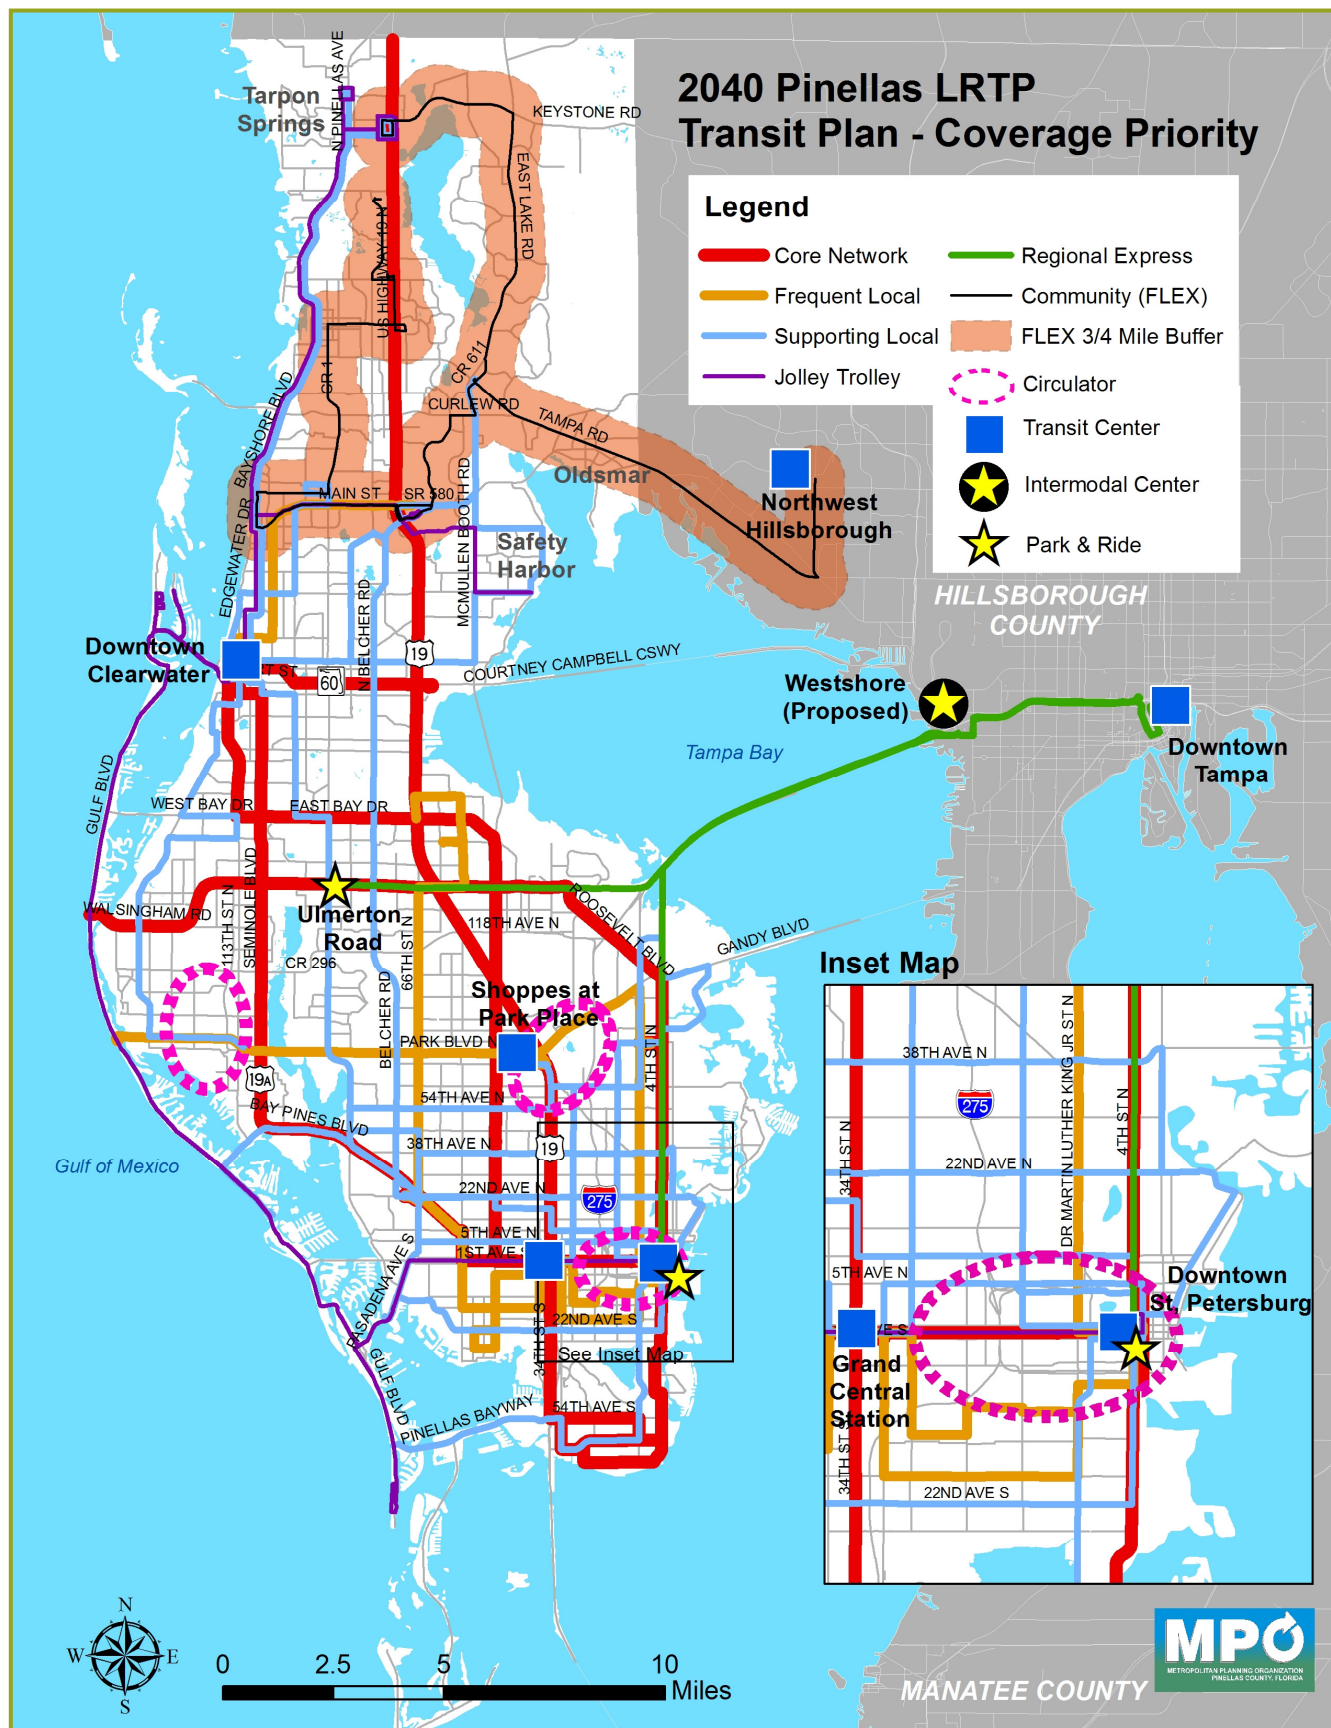 2040 Pinellas LRTP
Transit Plan - Coverage Priority
Legend
Core Network
Frequent Local
Supporting Local
Jolley Trolley
Regional Express
Community (FLEX)
FLEX 3/4 Mile Buffer
Circulator
Transit Center
Intermodal Center
Park & Ride
Tarpon
Springs
N PINELLAS AVE
KEYSTONE RD
EAST LAKE RD
US HIGHWAY 19 N
CR 1
CR 611
CURLEW RD
TAMPA RD
Oldsmar
BAYSHORE BLVD
MAIN ST
SR 580
Northwest
Hillsborough
EDGEWATER DR
MCMULLEN BOOTH RD
Safety
Harbor
N BELCHER RD
HILLSBOROUGH
COUNTY
Downtown
Clearwater
19
60
COURTNEY CAMPBELL CSWY
Westshore
(Proposed)
Tampa Bay
Downtown
Tampa
GULF BLVD
WEST BAY DR
EAST BAY DR
WALSINGHAM RD
113TH ST N
SEMINOLE BLVD
Ulmerton
Road
CR 296
66TH ST N
118TH AVE N
ROOSEVELT BLVD
GANDY BLVD
Shoppes at
Park Place
BELCHER RD
PARK BLVD N
4TH ST N
19A
54TH AVE N
BAY PINES BLVD
38TH AVE N
19
Gulf of Mexico
22ND AVE N
275
5TH AVE N
1ST AVE S
PASADENA AVE S
22ND AVE S
34TH ST S
See Inset Map
GULF BLVD
54TH AVE S
PINELLAS BAYWAY
Inset Map
38TH AVE N
275
DR MARTIN LUTHER KING JR ST N
4TH ST N
34TH ST N
22ND AVE N
5TH AVE N
Downtown
St. Petersburg
E S
Grand
Central
Station
34TH ST S
22ND AVE S
N
W
E
S
0
2.5
5
10
Miles
MANATEE COUNTY
MPO
METROPOLITAN PLANNING ORGANIZATION
PINELLAS COUNTY, FLORIDA